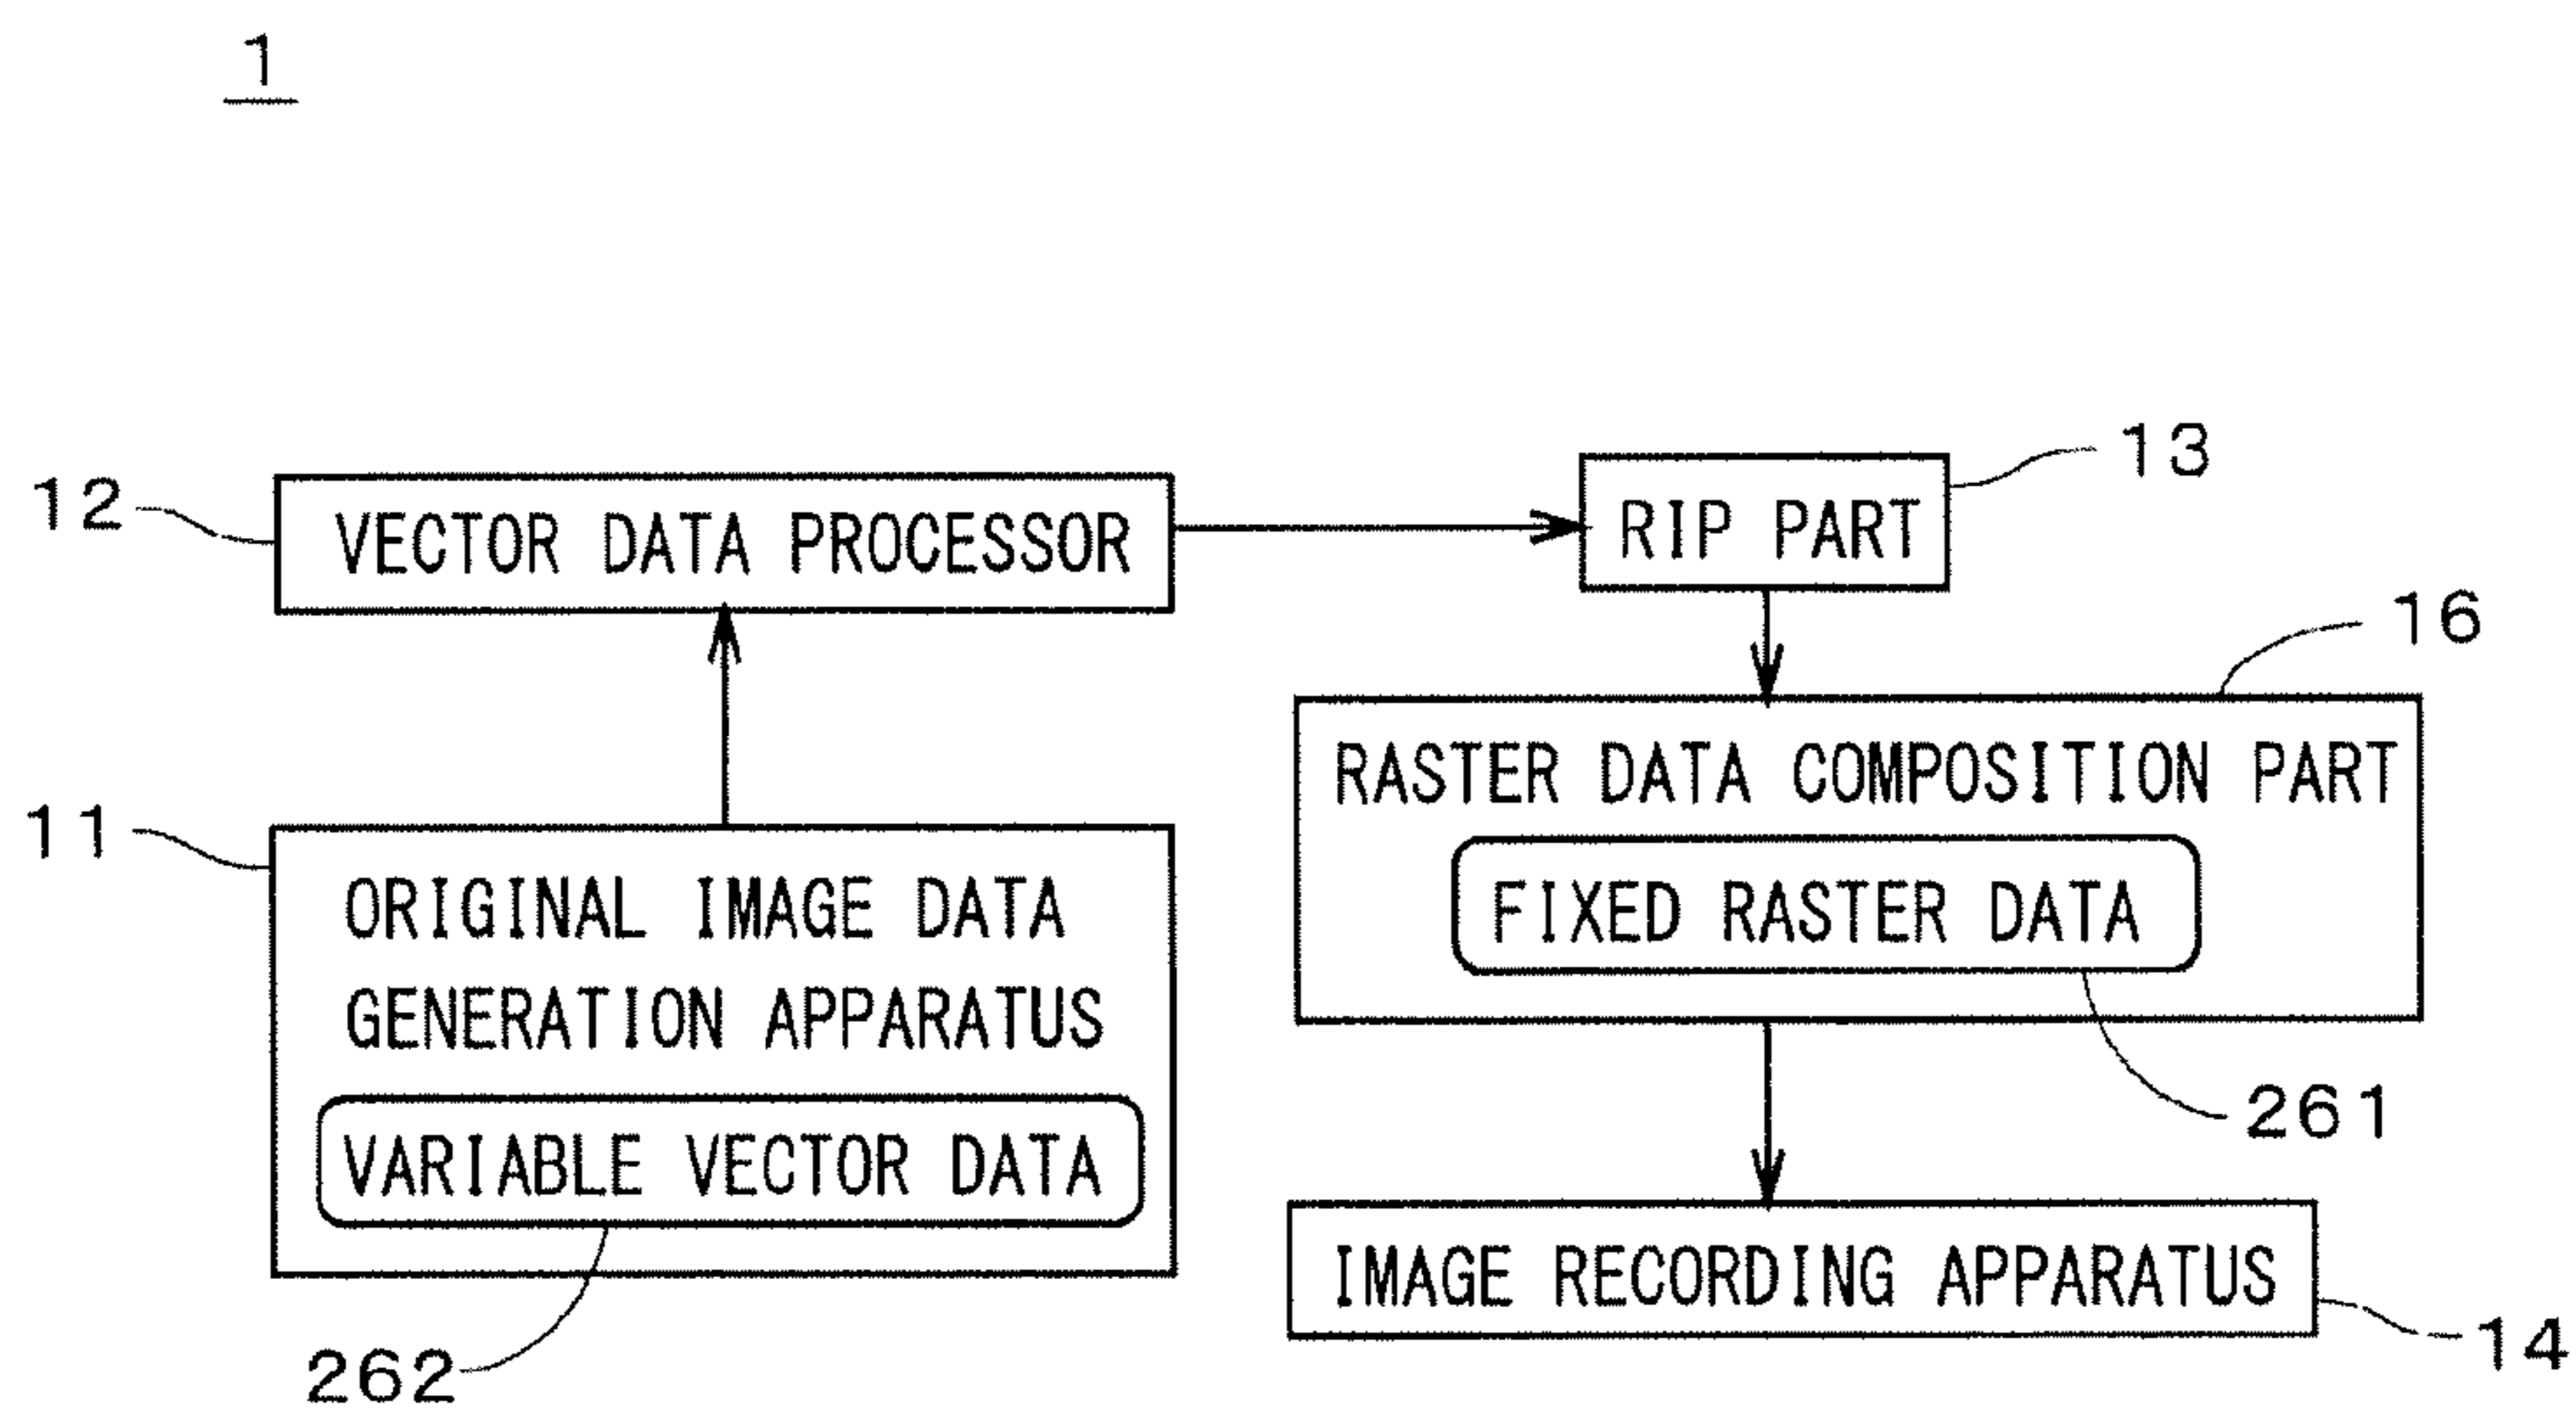 1
12
VECTOR DATA PROCESSOR
13
RIP PART
16
RASTER DATA COMPOSITION PART
FIXED RASTER DATA
261
11
ORIGINAL IMAGE DATA
GENERATION APPARATUS
VARIABLE VECTOR DATA
262
IMAGE RECORDING APPARATUS
14